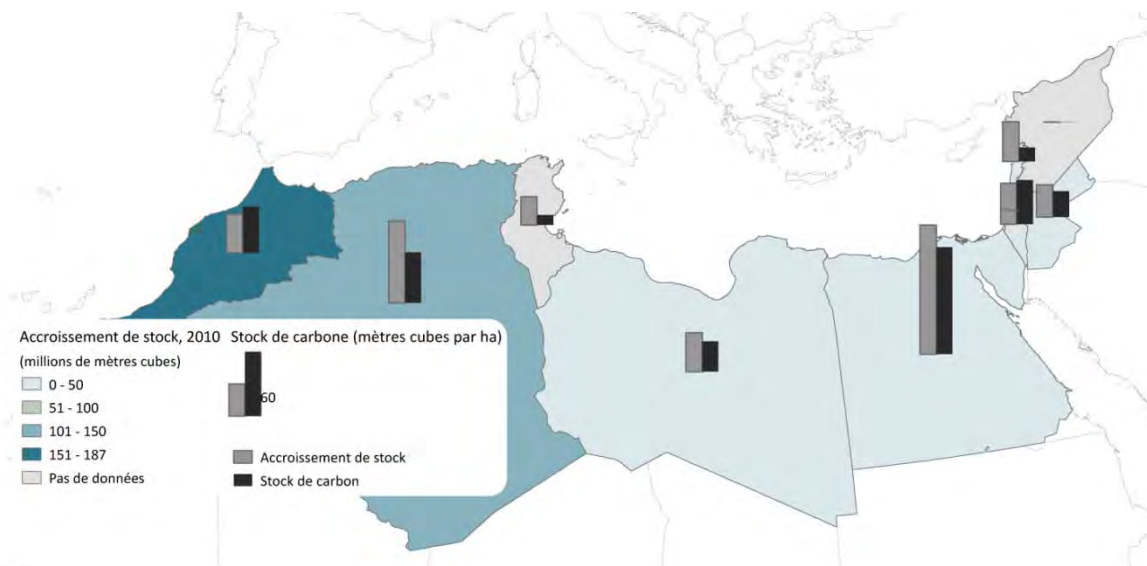 Accroissement de stock, 2010
(millions de mètres cubes)
0 - 50
51 - 100
101 - 150
151 - 187
Pas de données
Stock de carbone (mètres cubes par ha)
60
Accroissement de stock
Stock de carbon